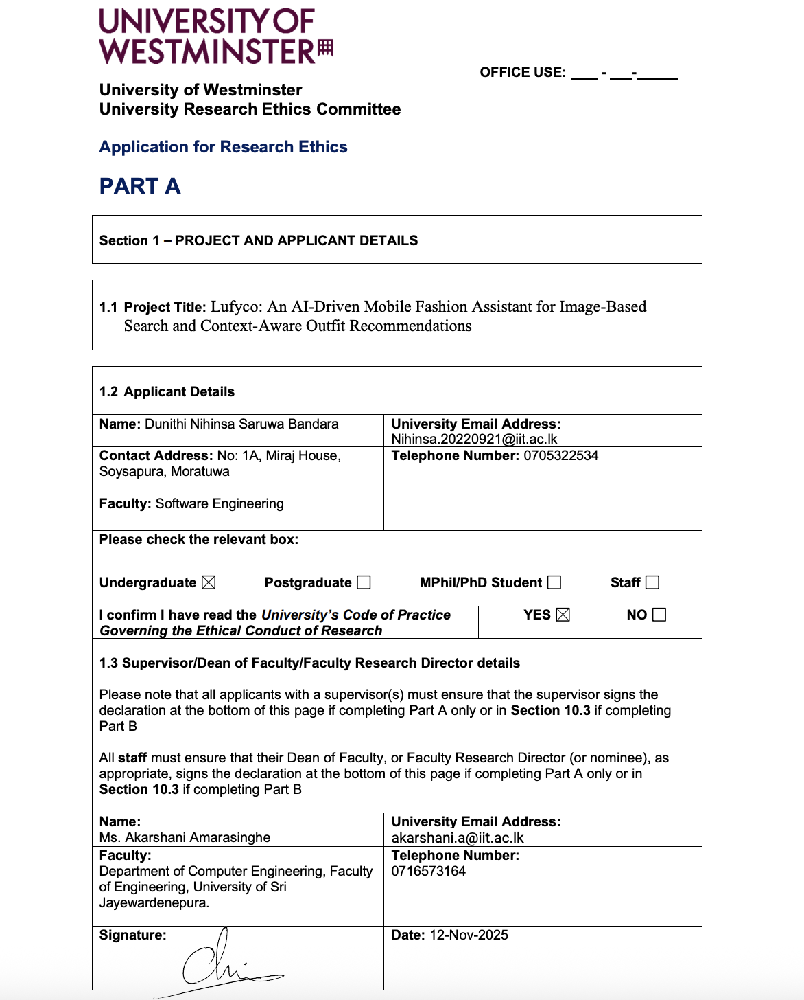 UNIVERSITY OF
WESTMINSTER
OFFICE USE: ___ - ___-_____
University of Westminster
University Research Ethics Committee
Application for Research Ethics
PART A
Section 1 – PROJECT AND APPLICANT DETAILS
1.1 Project Title: Lufyco: An AI-Driven Mobile Fashion Assistant for Image-Based
Search and Context-Aware Outfit Recommendations
1.2 Applicant Details
Name: Dunithi Nihinsa Saruwa Bandara
University Email Address:
Nihinsa.20220921@iit.ac.lk
Contact Address: No: 1A, Miraj House,
Soysapura, Moratuwa
Telephone Number: 0705322534
Faculty: Software Engineering
Please check the relevant box:
Undergraduate ☒ Postgraduate ☐ MPhil/PhD Student ☐ Staff ☐
I confirm I have read the University's Code of Practice
Governing the Ethical Conduct of Research
YES ☒ NO ☐
1.3 Supervisor/Dean of Faculty/Faculty Research Director details
Please note that all applicants with a supervisor(s) must ensure that the supervisor signs the
declaration at the bottom of this page if completing Part A only or in Section 10.3 if completing
Part B
All staff must ensure that their Dean of Faculty, or Faculty Research Director (or nominee), as
appropriate, signs the declaration at the bottom of this page if completing Part A only or in
Section 10.3 if completing Part B
Name:
Ms. Akarshani Amarasinghe
University Email Address:
akarshani.a@iit.ac.lk
Faculty:
Department of Computer Engineering, Faculty
of Engineering, University of Sri
Jayewardenepura.
Telephone Number:
0716573164
Signature:
Date: 12-Nov-2025